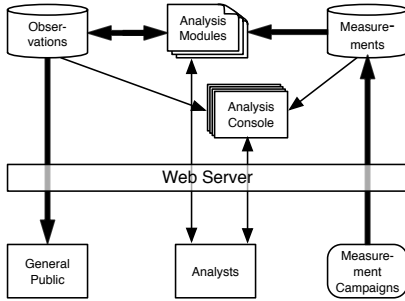 Obser-
vations
Analysis
Modules
Measure-
ments
Analysis
Console
Web Server
General
Public
Analysts
Measure-
ment
Campaigns